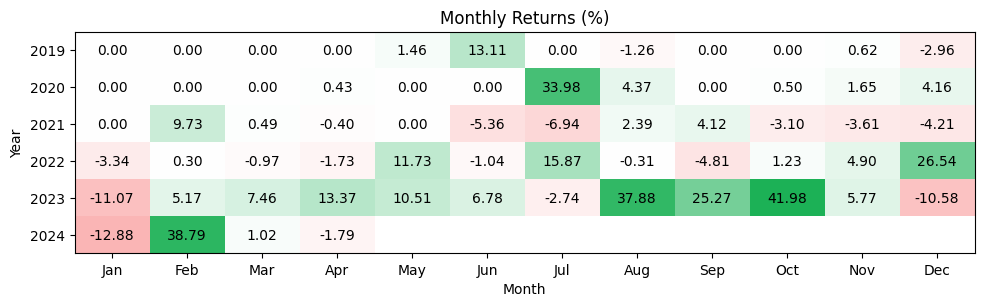 Monthly Returns (%)
2019 0.00 0.00 0.00 0.00 1.46 13.11 0.00 -1.26 0.00 0.00 0.62 -2.96
2020 0.00 0.00 0.00 0.43 0.00 0.00 33.98 4.37 0.00 0.50 1.65 4.16
2021 0.00 9.73 0.49 -0.40 0.00 -5.36 -6.94 2.39 4.12 -3.10 -3.61 -4.21
Year
2022 -3.34 0.30 -0.97 -1.73 11.73 -1.04 15.87 -0.31 -4.81 1.23 4.90 26.54
2023 -11.07 5.17 7.46 13.37 10.51 6.78 -2.74 37.88 25.27 41.98 5.77 -10.58
2024 -12.88 38.79 1.02 -1.79
Jan Feb Mar Apr May Jun Jul Aug Sep Oct Nov Dec
Month